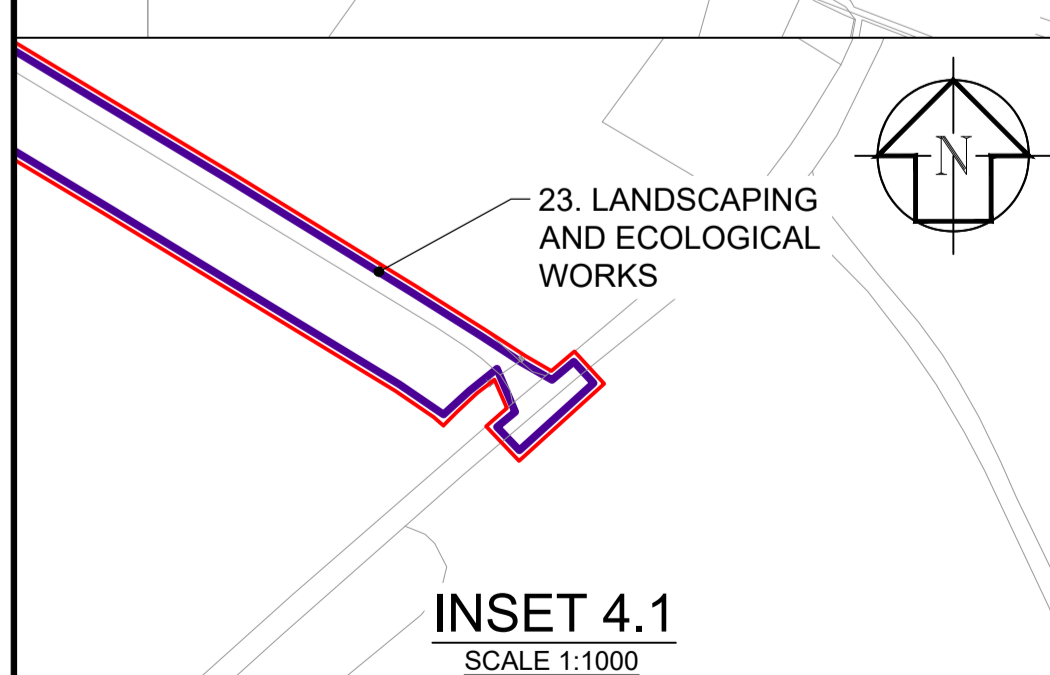 N
23. LANDSCAPING
AND ECOLOGICAL
WORKS
INSET 4.1
SCALE 1:1000